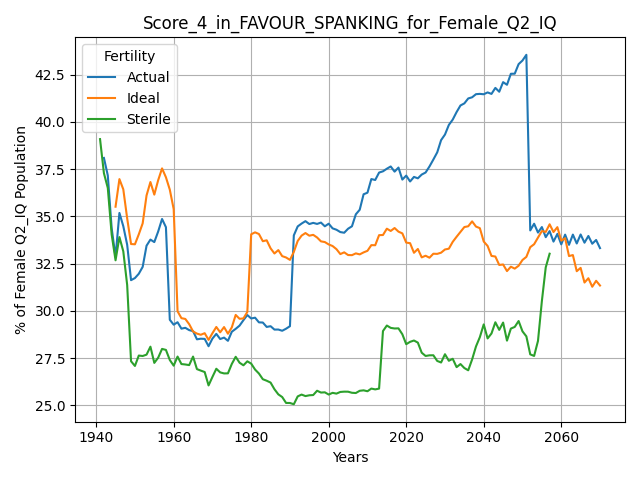 Score_4_in_FAVOUR_SPANKING_for_Female_Q2_IQ
Fertility
Actual
Ideal
Sterile
% of Female Q2_IQ Population
42.5
40.0
37.5
35.0
32.5
30.0
27.5
25.0
1940 1960 1980 2000 2020 2040 2060
Years